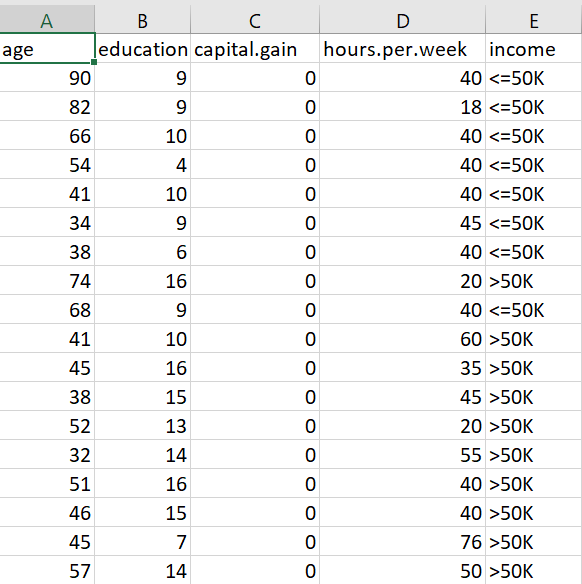 A B C D E
age education capital.gain hours.per.week income
90 9 0 40 <=50K
82 9 0 18 <=50K
66 10 0 40 <=50K
54 4 0 40 <=50K
41 10 0 40 <=50K
34 9 0 45 <=50K
38 6 0 40 <=50K
74 16 0 20 >50K
68 9 0 40 <=50K
41 10 0 60 >50K
45 16 0 35 >50K
38 15 0 45 >50K
52 13 0 20 >50K
32 14 0 55 >50K
51 16 0 40 >50K
46 15 0 40 >50K
45 7 0 76 >50K
57 14 0 50 >50K